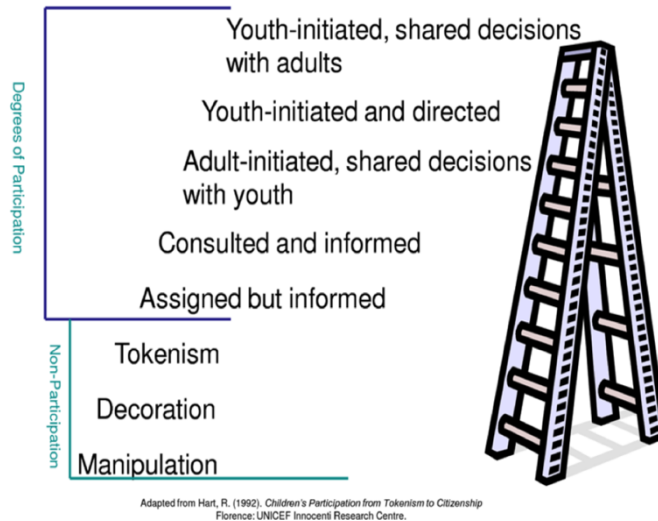 Youth-initiated, shared decisions
with adults
Youth-initiated and directed
Adult-initiated, shared decisions
with youth
Consulted and informed
Assigned but informed
Degrees of Participation
Tokenism
Decoration
Manipulation
Non-Participation
Adapted from Hart, R. (1992). Children's Participation from Tokenism to Citizenship
Florence: UNICEF Innocenti Research Centre.